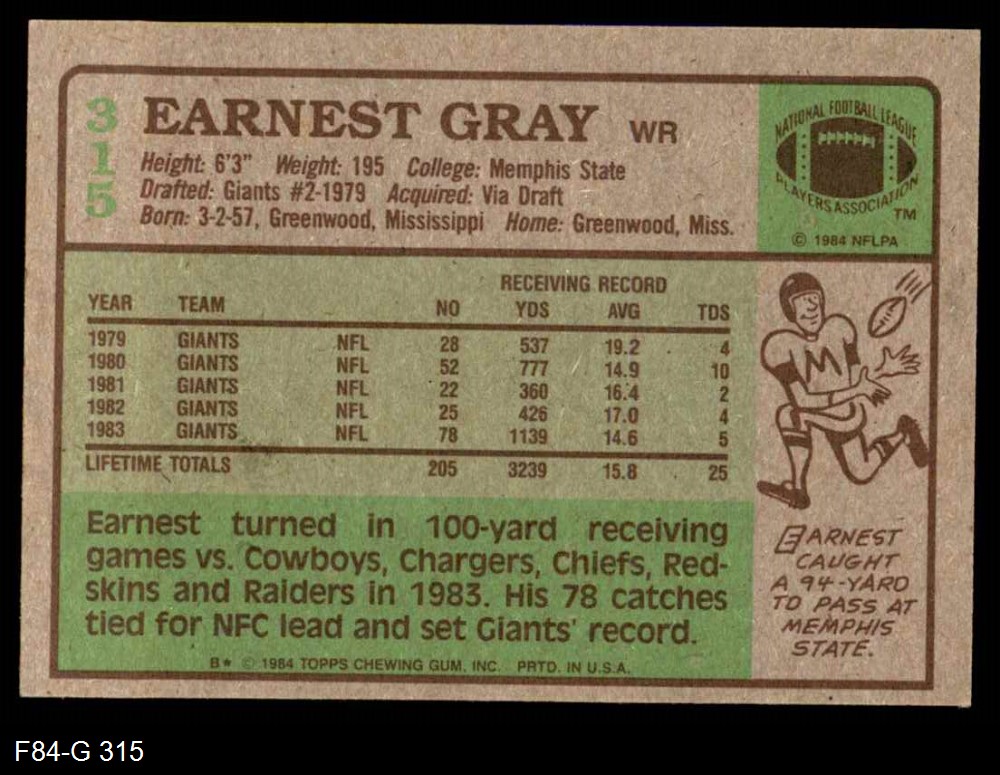 315
EARNEST GRAY WR
Height: 6'3" Weight: 195 College: Memphis State
Drafted: Giants #2-1979 Acquired: Via Draft
Born: 3-2-57, Greenwood, Mississippi Home: Greenwood, Miss.
NATIONAL FOOTBALL LEAGUE
PLAYERS ASSOCIATION
TM
© 1984 NFLPA
RECEIVING RECORD
YEAR TEAM NO YDS AVG TDS
1979 GIANTS NFL 28 537 19.2 4
1980 GIANTS NFL 52 777 14.9 10
1981 GIANTS NFL 22 360 16.4 2
1982 GIANTS NFL 25 426 17.0 4
1983 GIANTS NFL 78 1139 14.6 5
LIFETIME TOTALS 205 3239 15.8 25
M
EARNEST
CAUGHT
A 94-YARD
TD PASS AT
MEMPHIS
STATE.
Earnest turned in 100-yard receiving
games vs. Cowboys, Chargers, Chiefs, Red-
skins and Raiders in 1983. His 78 catches
tied for NFC lead and set Giants' record.
B* © 1984 TOPPS CHEWING GUM, INC. PRTD. IN U.S.A.
F84-G 315